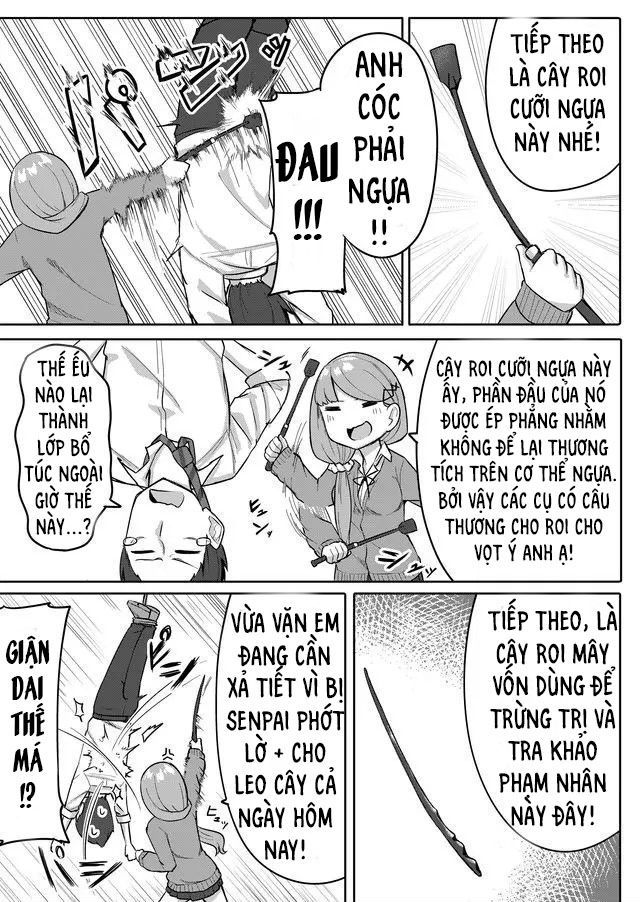 TIẾP THEO
LÀ CÂY ROI
CƯỠI NGỰA
NÀY NHÉ!
ANH
CÓC
PHẢI
NGỰA
!!
ĐAU
!!!
CÂY ROI CƯỠI NGỰA NÀY
ẤY, PHẦN ĐẦU CỦA NÓ
ĐƯỢC ÉP PHẲNG NHẰM
KHÔNG ĐỂ LẠI THƯƠNG
TÍCH TRÊN CƠ THỂ NGỰA.
BỞI VẬY CÁC CỤ CÓ CÂU
THƯƠNG CHO ROI CHO
VỌT Ý ANH Ạ!
THẾ ẾU
NÀO LẠI
THÀNH
LỚP BỔ
TÚC NGOÀI
GIỜ THẾ
NÀY...?
TIẾP THEO, LÀ
CÂY ROI MÂY
VỐN DÙNG ĐỂ
TRỪNG TRỊ VÀ
TRA KHẢO
PHẠM NHÂN
NÀY ĐÂY!
VỪA VẶN EM
ĐANG CẦN
XẢ TIẾT VÌ BỊ
SENPAI PHỚT
LỜ + CHO
LEO CÂY CẢ
NGÀY HÔM
NAY!
GIẬN
DAI
THẾ
MÁ
!?